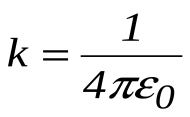 k = 1 / 4πε₀